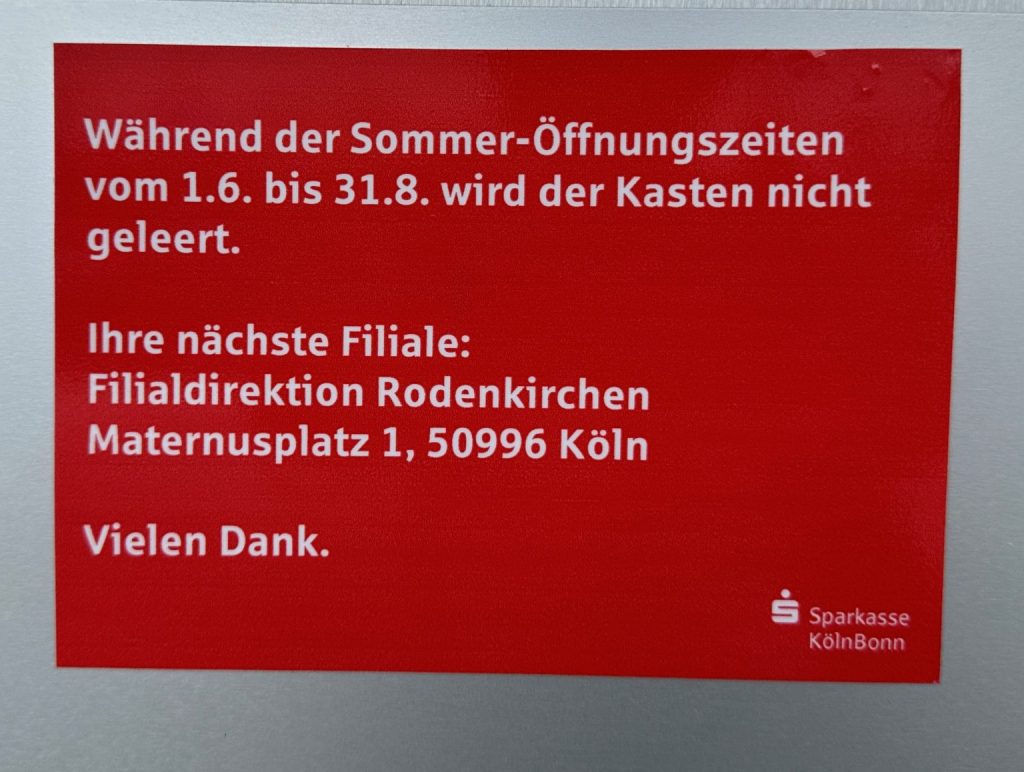 Während der Sommer-Öffnungszeiten
vom 1.6. bis 31.8. wird der Kasten nicht
geleert.
Ihre nächste Filiale:
Filialdirektion Rodenkirchen
Maternusplatz 1, 50996 Köln
Vielen Dank.
Sparkasse
KölnBonn